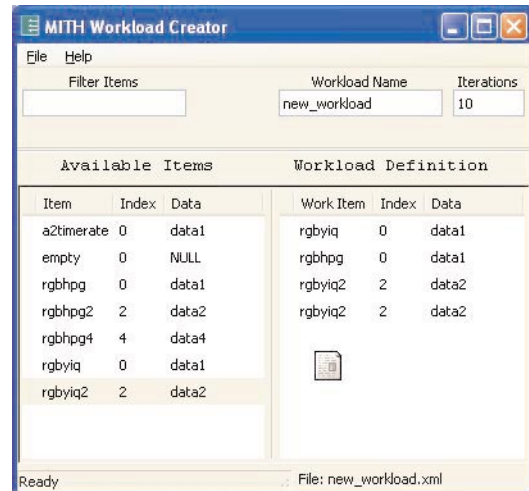 MITH Workload Creator
File Help
Filter Items Workload Name Iterations
new_workload 10
Available Items Workload Definition
Item Index Data Work Item Index Data
a2timerate 0 data1 rgbyiq 0 data1
empty 0 NULL rgbhpg 0 data1
rgbhpg 0 data1 rgbyiq2 2 data2
rgbhpg2 2 data2 rgbyiq2 2 data2
rgbhpg4 4 data4
rgbyiq 0 data1
rgbyiq2 2 data2
Ready File: new_workload.xml